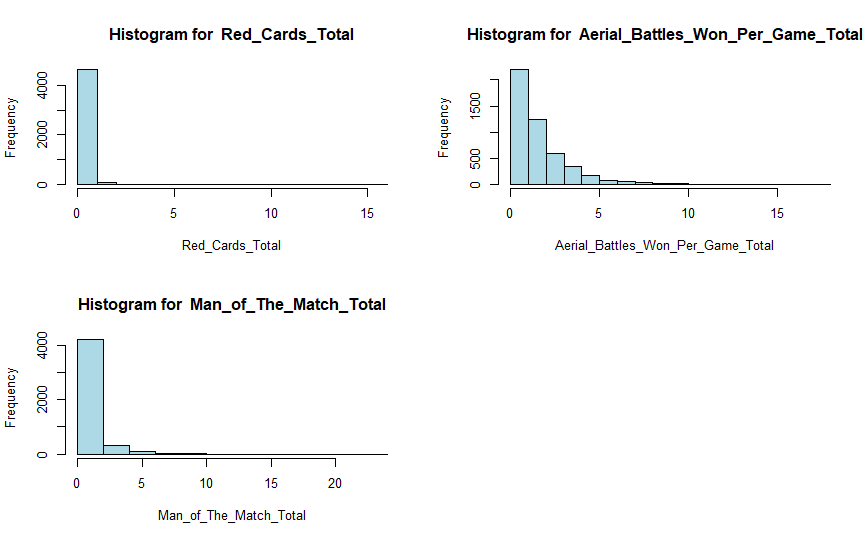 Histogram for Red_Cards_Total
Frequency
0
2000
4000
0 5 10 15
Red_Cards_Total
Histogram for Aerial_Battles_Won_Per_Game_Total
Frequency
0
500
1500
0 5 10 15
Aerial_Battles_Won_Per_Game_Total
Histogram for Man_of_The_Match_Total
Frequency
0
2000
4000
0 5 10 15 20
Man_of_The_Match_Total